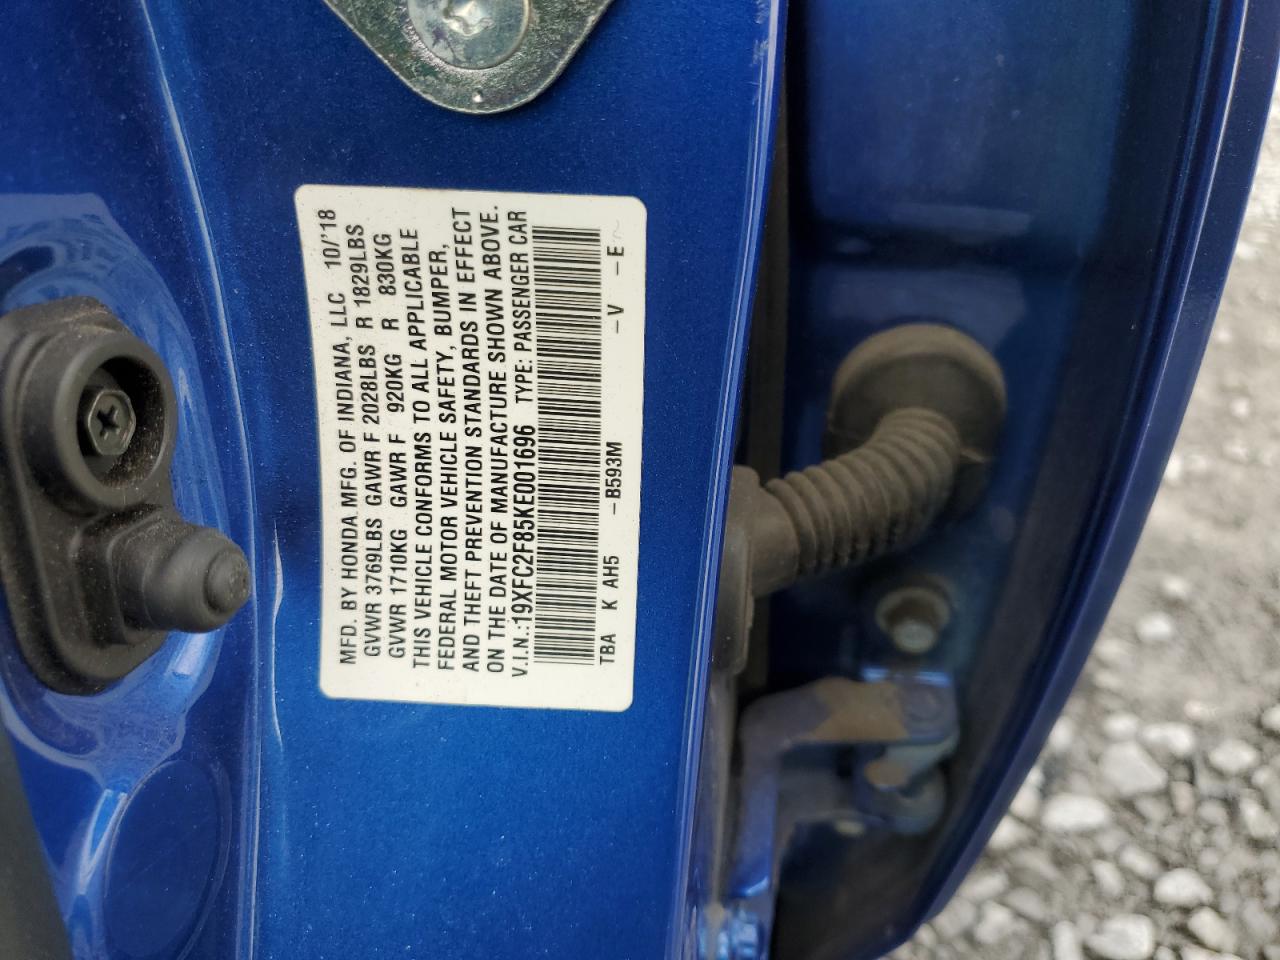 MFD. BY HONDA MFG. OF INDIANA, LLC 10/'18
GVWR 3769LBS GAWR F 2028LBS R 1829LBS
GVWR 1710KG GAWR F 920KG R 830KG
THIS VEHICLE CONFORMS TO ALL APPLICABLE
FEDERAL MOTOR VEHICLE SAFETY, BUMPER,
AND THEFT PREVENTION STANDARDS IN EFFECT
ON THE DATE OF MANUFACTURE SHOWN ABOVE.
V.I.N.:19XFC2F85KE001696 TYPE: PASSENGER CAR
TBA K AH5 -B593M -V -E